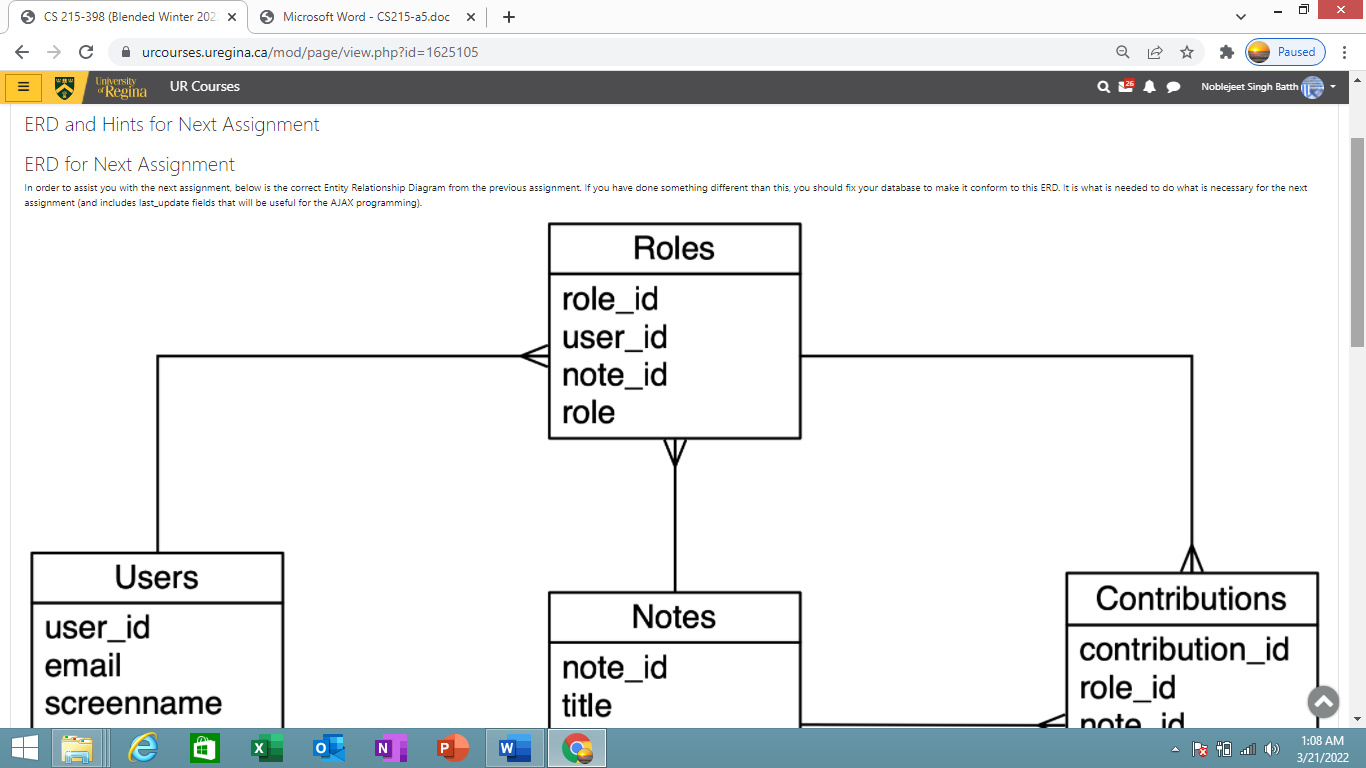 CS 215-398 (Blended Winter 202
Microsoft Word - CS215-a5.doc
urcourses.uregina.ca/mod/page/view.php?id=1625105
Paused
University
of Regina
UR Courses
26
Noblejeet Singh Batth
ERD and Hints for Next Assignment
ERD for Next Assignment
In order to assist you with the next assignment, below is the correct Entity Relationship Diagram from the previous assignment. If you have done something different than this, you should fix your database to make it conform to this ERD. It is what is needed to do what is necessary for the next
assignment (and includes last_update fields that will be useful for the AJAX programming).
Roles
role_id
user_id
note_id
role
Users
user_id
email
screenname
Notes
note_id
title
Contributions
contribution_id
role_id
note_id
1:08 AM
3/21/2022